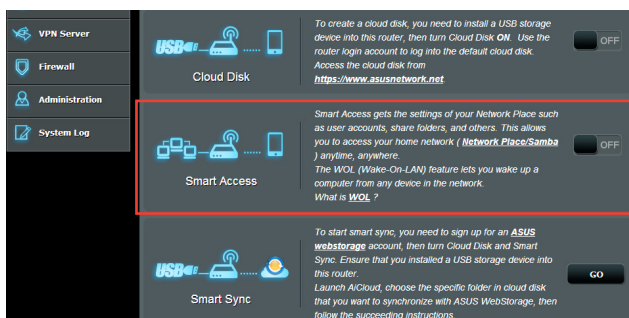 VPN Server
Firewall
Administration
System Log
USB
Cloud Disk
To create a cloud disk, you need to install a USB storage
device into this router, then turn Cloud Disk ON. Use the
router login account to log into the default cloud disk.
Access the cloud disk from
https://www.asusnetwork.net.
OFF
Smart Access
Smart Access gets the settings of your Network Place such
as user accounts, share folders, and others. This allows
you to access your home network ( Network Place/Samba
) anytime, anywhere.
The WOL (Wake-On-LAN) feature lets you wake up a
computer from any device in the network.
What is WOL ?
OFF
USB
Smart Sync
To start smart sync, you need to sign up for an ASUS
webstorage account, then turn Cloud Disk and Smart
Sync. Ensure that you installed a USB storage device into
this router.
Launch AiCloud, choose the specific folder in cloud disk
that you want to synchronize with ASUS WebStorage, then
follow the succeeding instructions
GO